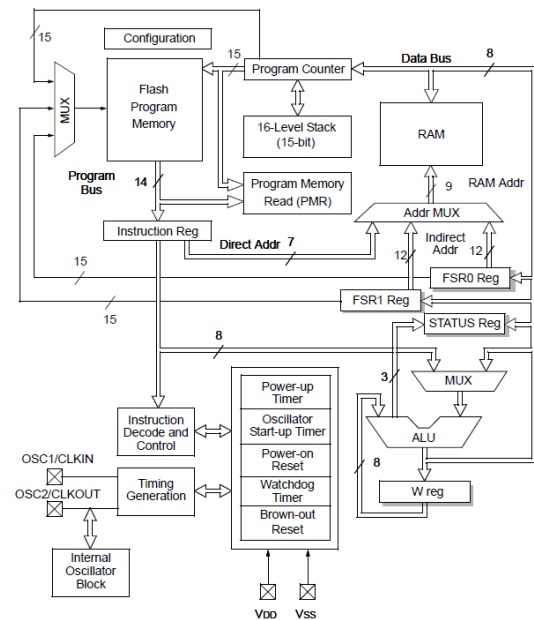 15
Configuration
15
Program Counter
Data Bus
8
MUX
Flash
Program
Memory
16-Level Stack
(15-bit)
RAM
Program
Bus
14
Program Memory
Read (PMR)
9
RAM Addr
Addr MUX
Instruction Reg
Direct Addr
7
Indirect
Addr
12
12
15
FSR0 Reg
15
FSR1 Reg
STATUS Reg
8
3
MUX
Power-up
Timer
Instruction
Decode and
Control
Oscillator
Start-up Timer
ALU
Power-on
Reset
8
OSC1/CLKIN
Timing
Generation
Watchdog
Timer
W reg
OSC2/CLKOUT
Brown-out
Reset
Internal
Oscillator
Block
VDD
VSS